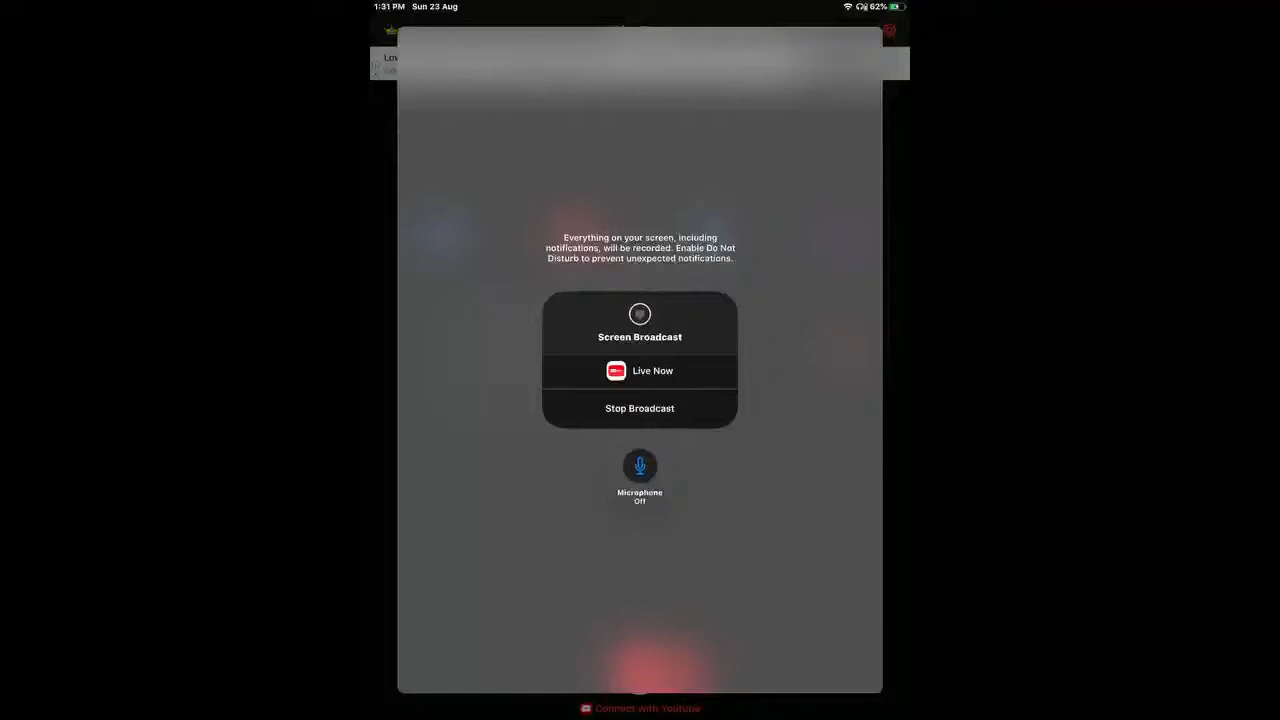 1:31 PM Sun 23 Aug
62%
Everything on your screen, including
notifications, will be recorded. Enable Do Not
Disturb to prevent unexpected notifications.
Screen Broadcast
Live Now
Stop Broadcast
Microphone
Off
Connect with Youtube